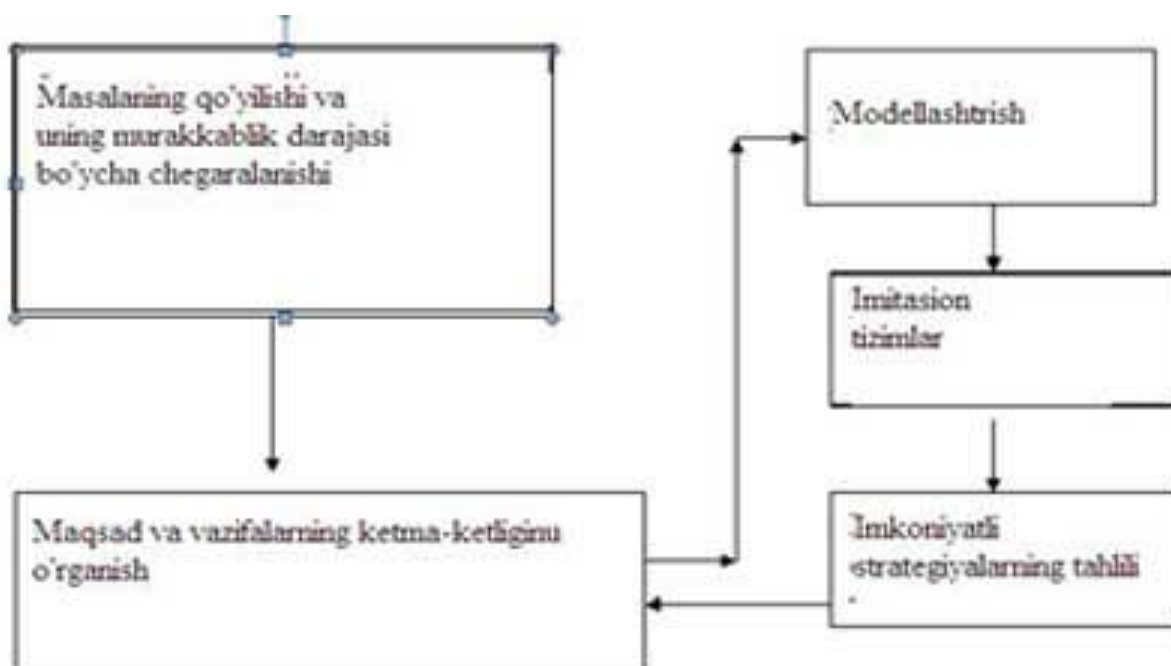 Masalaning qo'yilishi va
uning murakkablik darajasi
bo'ycha chegaralanishi
Modellashtrish
Imitasion
tizimlar
Maqsad va vazifalarning ketma-ketliginu
o'rganish
Imkoniyatli
strategiyalarning tahlili